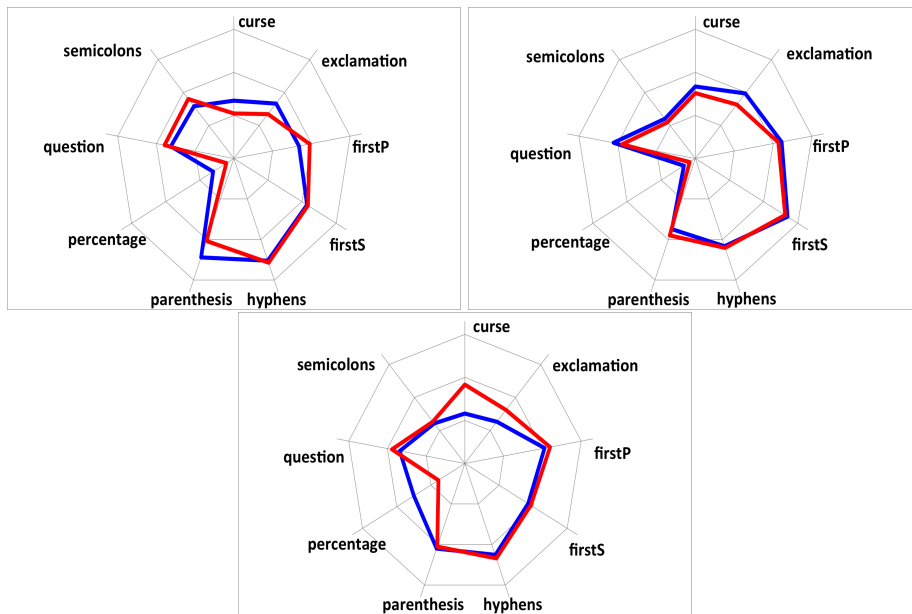 curse
semicolons
exclamation
question
firstP
percentage
firstS
parenthesis
hyphens
curse
semicolons
exclamation
question
firstP
percentage
firstS
parenthesis
hyphens
curse
semicolons
exclamation
question
firstP
percentage
firstS
parenthesis
hyphens